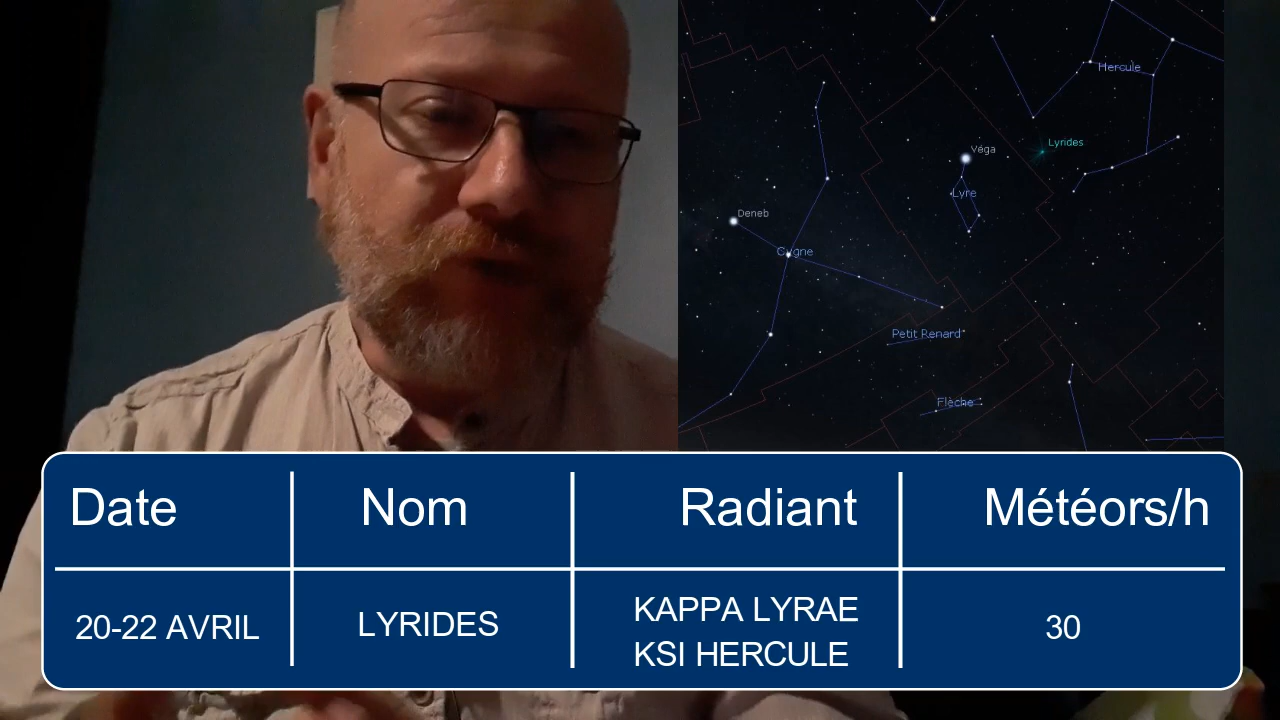 Hercule
Lyrides
Véga
Lyre
Deneb
Cygne
Petit Renard
Flèche
Date
Nom
Radiant
Météors/h
20-22 AVRIL
LYRIDES
KAPPA LYRAE
KSI HERCULE
30